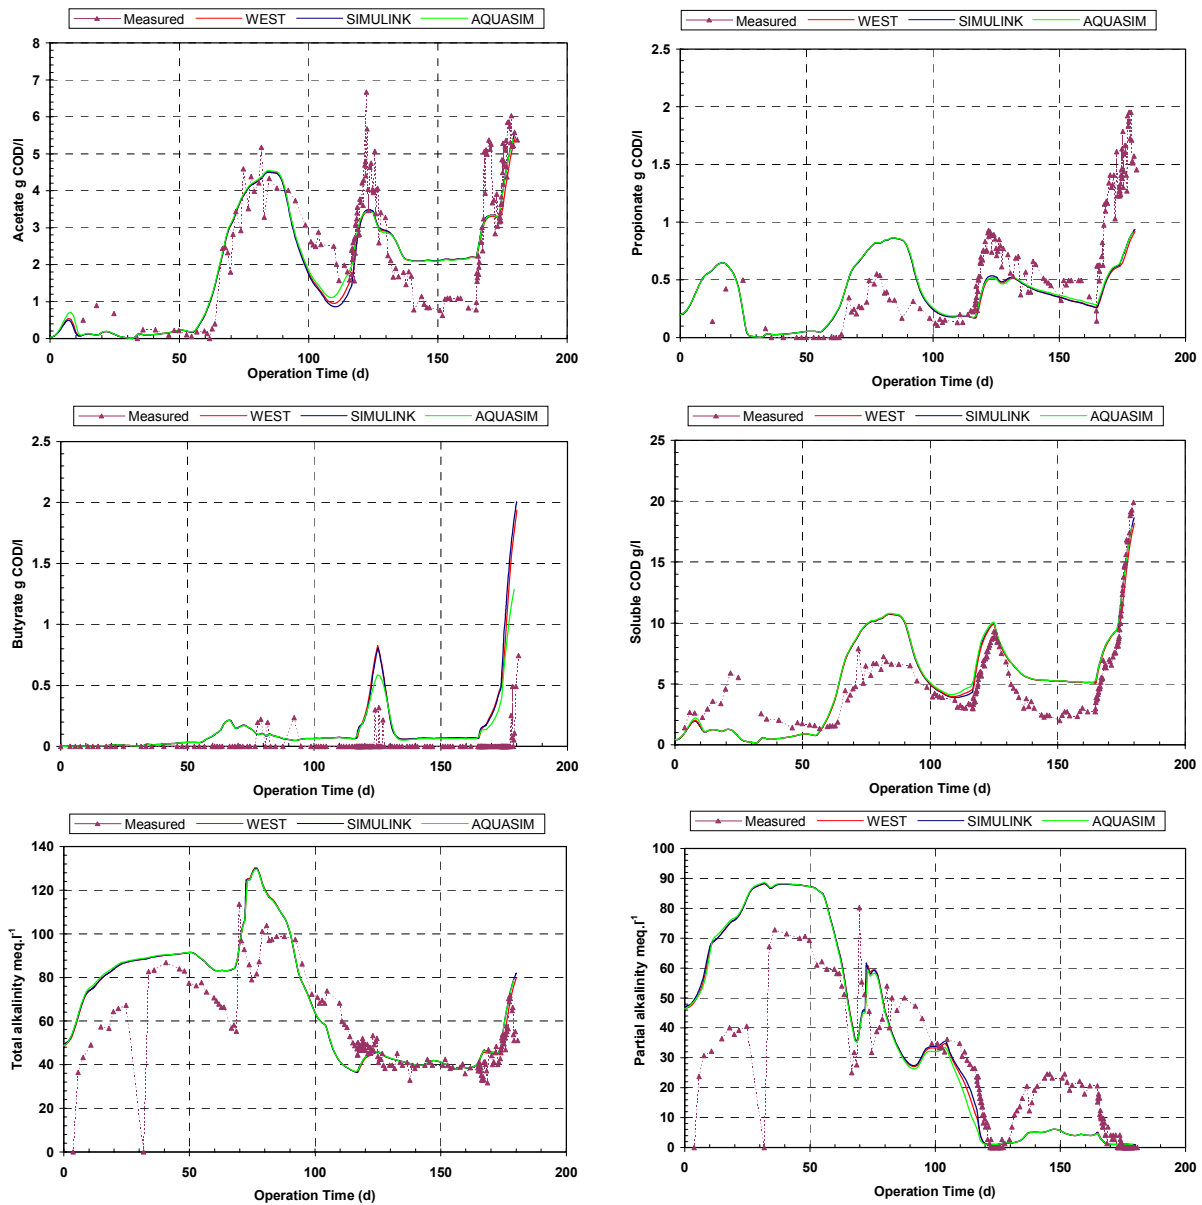 Measured WEST SIMULINK AQUASIM
8
7
6
5
4
3
2
1
0
0 50 100 150 200
Acetate g COD/l
Operation Time (d)
Measured WEST SIMULINK AQUASIM
2.5
2
1.5
1
0.5
0
0 50 100 150 200
Propionate g COD/l
Operation Time (d)
Measured WEST SIMULINK AQUASIM
2.5
2
1.5
1
0.5
0
0 50 100 150 200
Butyrate g COD/l
Operation Time (d)
Measured WEST SIMULINK AQUASIM
25
20
15
10
5
0
0 50 100 150 200
Soluble COD g/l
Operation Time (d)
Measured WEST SIMULINK AQUASIM
140
120
100
80
60
40
20
0
0 50 100 150 200
Total alkalinity meq.l⁻¹
Operation Time (d)
Measured WEST SIMULINK AQUASIM
100
90
80
70
60
50
40
30
20
10
0
0 50 100 150 200
Partial alkalinity meq.l⁻¹
Operation Time (d)